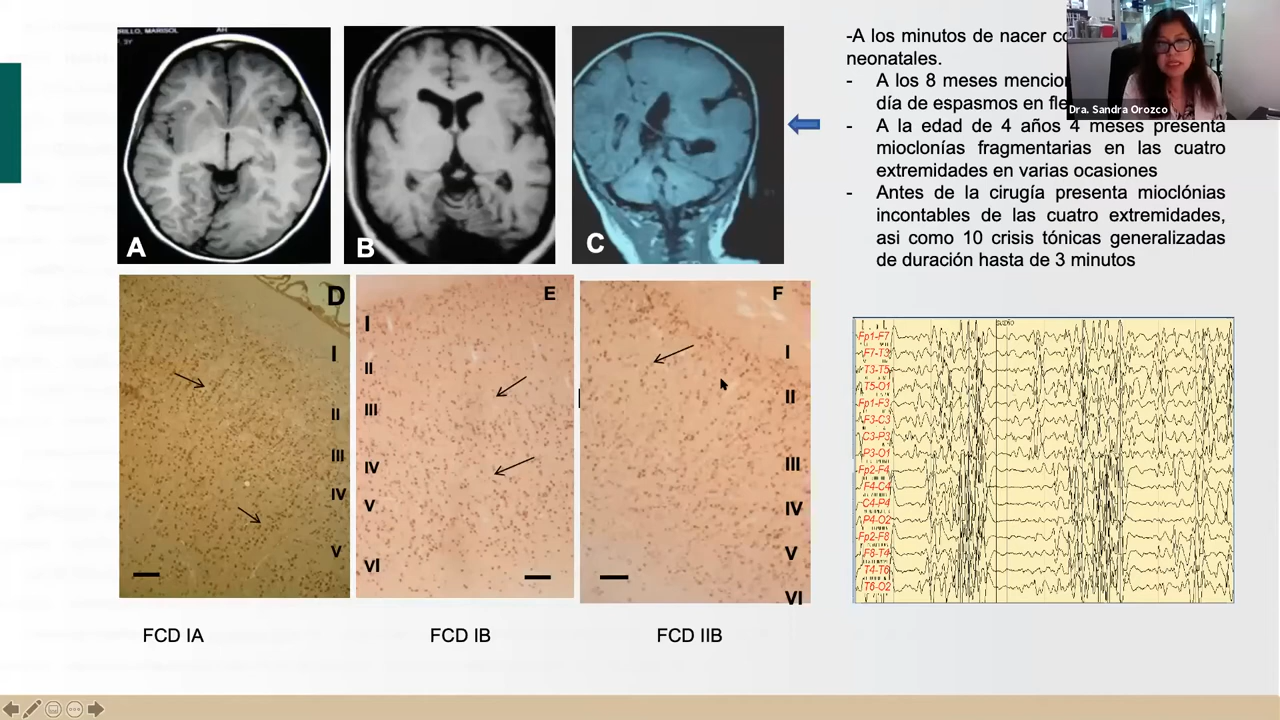 RILLO, MARISOL
AH
A
B
C
-A los minutos de nacer
neonatales.
- A los 8 meses
día de espasmos en
- A la edad de 4 años 4 meses presenta
mioclonías fragmentarias en las cuatro
extremidades en varias ocasiones
- Antes de la cirugía presenta mioclónias
incontables de las cuatro extremidades,
asi como 10 crisis tónicas generalizadas
de duración hasta de 3 minutos
Dra. Sandra Orozco
D
I
II
III
IV
V
E
I
II
III
IV
V
VI
F
I
II
III
IV
V
VI
FCD IA
FCD IB
FCD IIB
Fp1-F7
F7-T3
T3-T5
T5-O1
Fp1-F3
F3-C3
C3-P3
P3-O1
Fp2-F4
F4-C4
C4-P4
P4-O2
Fp2-F8
F8-T4
T4-T6
T6-O2